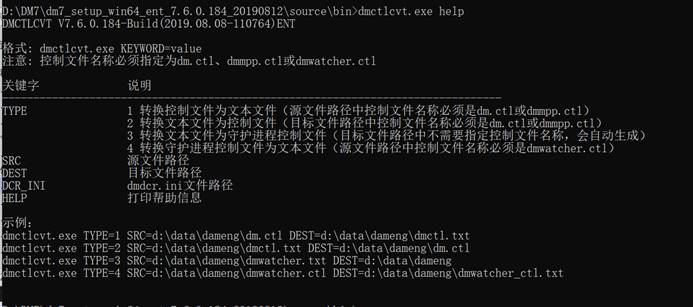 D:\DM7\dm7_setup_win64_ent_7.6.0.184_20190812\source\bin>dmctlcvt.exe help
DMCTLCVT V7.6.0.184-Build(2019.08.08-110764)ENT
格式: dmctlcvt.exe KEYWORD=value
注意: 控制文件名称必须指定为dm.ctl、dmmpp.ctl或dmwatcher.ctl
关键字 说明
--------------------------------------------------------------------------------
TYPE 1 转换控制文件为文本文件（源文件路径中控制文件名称必须是dm.ctl或dmmpp.ctl）
2 转换文本文件为控制文件（目标文件路径中控制文件名称必须是dm.ctl或dmmpp.ctl）
3 转换文本文件为守护进程控制文件（目标文件路径中不需要指定控制文件名称，会自动生成）
4 转换守护进程控制文件为文本文件（源文件路径中控制文件名称必须是dmwatcher.ctl）
SRC 源文件路径
DEST 目标文件路径
DCR_INI dmdcr.ini文件路径
HELP 打印帮助信息
示例:
dmctlcvt.exe TYPE=1 SRC=d:\data\dameng\dm.ctl DEST=d:\data\dameng\dmctl.txt
dmctlcvt.exe TYPE=2 SRC=d:\data\dameng\dmctl.txt DEST=d:\data\dameng\dm.ctl
dmctlcvt.exe TYPE=3 SRC=d:\data\dameng\dmwatcher.txt DEST=d:\data\dameng
dmctlcvt.exe TYPE=4 SRC=d:\data\dameng\dmwatcher.ctl DEST=d:\data\dameng\dmwatcher_ctl.txt